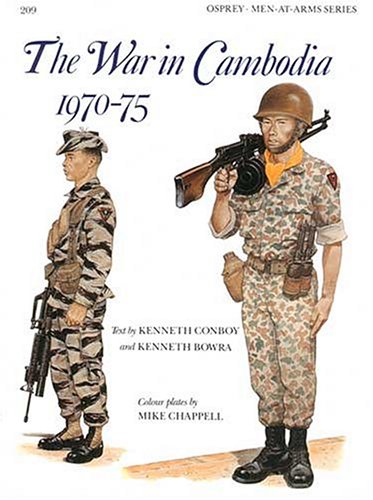 209
OSPREY · MEN-AT-ARMS SERIES
The War in Cambodia
1970-75
Text by KENNETH CONBOY
and KENNETH BOWRA
Colour plates by
MIKE CHAPPELL